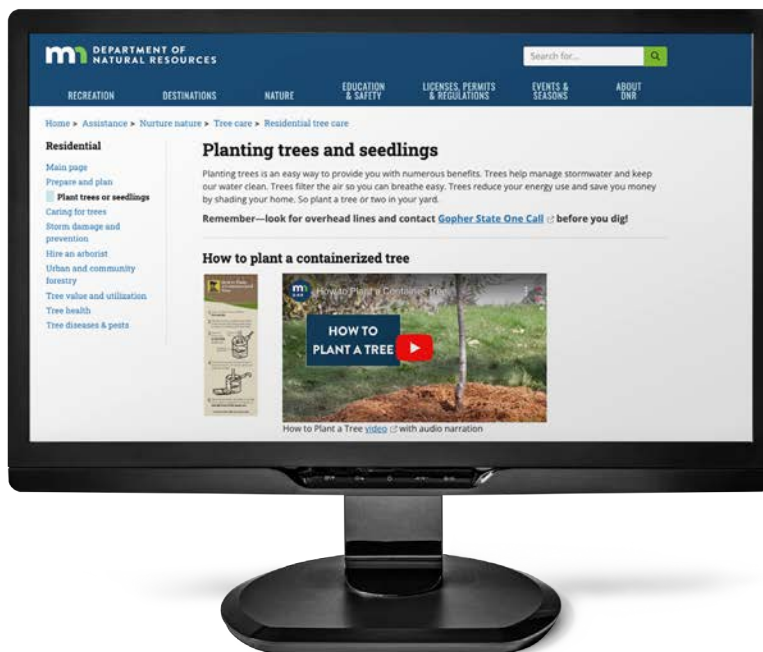 DEPARTMENT OF
NATURAL RESOURCES
Search for...
RECREATION
DESTINATIONS
NATURE
EDUCATION
& SAFETY
LICENSES, PERMITS
& REGULATIONS
EVENTS &
SEASONS
ABOUT
DNR
Home > Assistance > Nurture nature > Tree care > Residential tree care
Residential
Main page
Prepare and plan
Plant trees or seedlings
Caring for trees
Storm damage and
prevention
Hire an arborist
Urban and community
forestry
Tree value and utilization
Tree health
Tree diseases & pests
Planting trees and seedlings
Planting trees is an easy way to provide you with numerous benefits. Trees help manage stormwater and keep
our water clean. Trees filter the air so you can breathe easy. Trees reduce your energy use and save you money
by shading your home. So plant a tree or two in your yard.
Remember—look for overhead lines and contact Gopher State One Call before you dig!
How to plant a containerized tree
How to Plant a Container Tree
HOW TO
PLANT A TREE
How to Plant a Tree video with audio narration